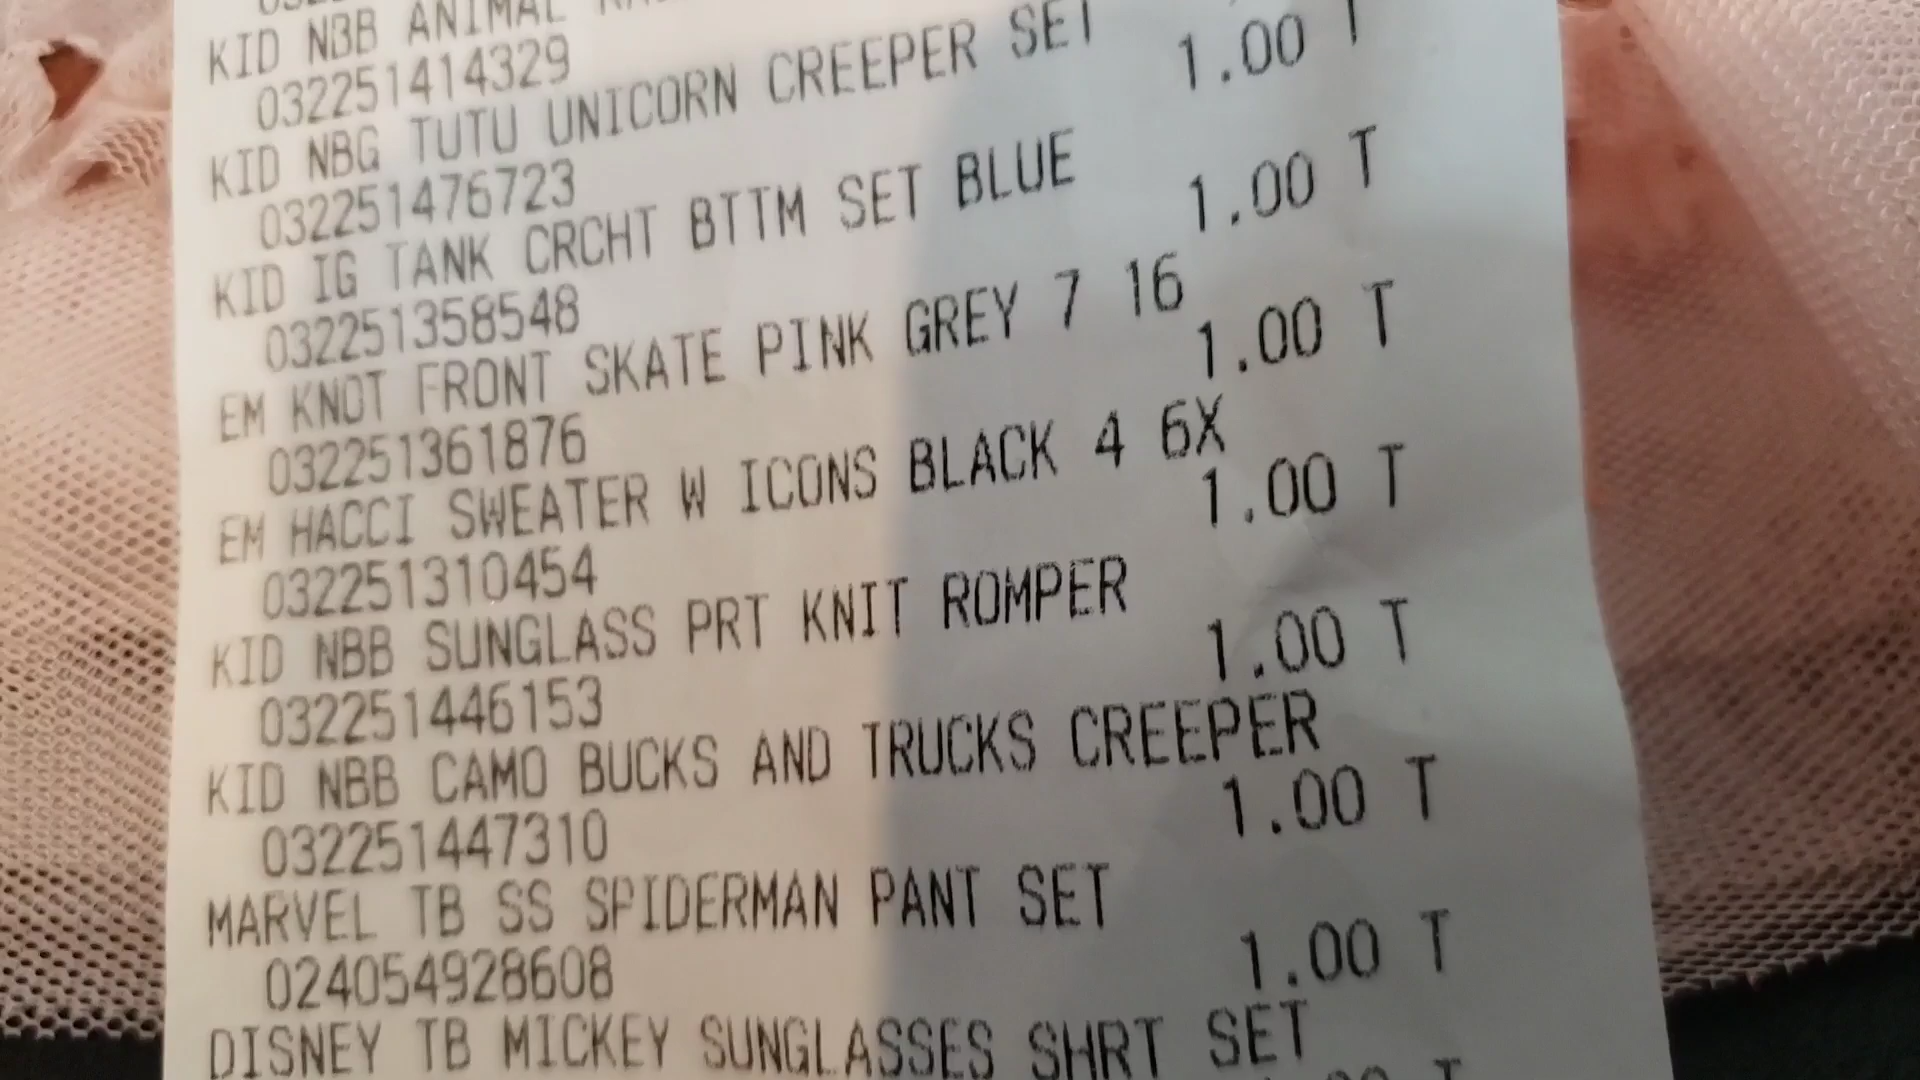 KID NBB ANIMAL
032251414329
1.00 T
KID NBG TUTU UNICORN CREEPER SET
032251476723
1.00 T
KID IG TANK CRCHT BTTM SET BLUE
032251358548
1.00 T
EM KNOT FRONT SKATE PINK GREY 7 16
032251361876
1.00 T
EM HACCI SWEATER W ICONS BLACK 4 6X
032251310454
1.00 T
KID NBB SUNGLASS PRT KNIT ROMPER
032251446153
1.00 T
KID NBB CAMO BUCKS AND TRUCKS CREEPER
032251447310
1.00 T
MARVEL TB SS SPIDERMAN PANT SET
024054928608
1.00 T
DISNEY TB MICKEY SUNGLASSES SHRT SET